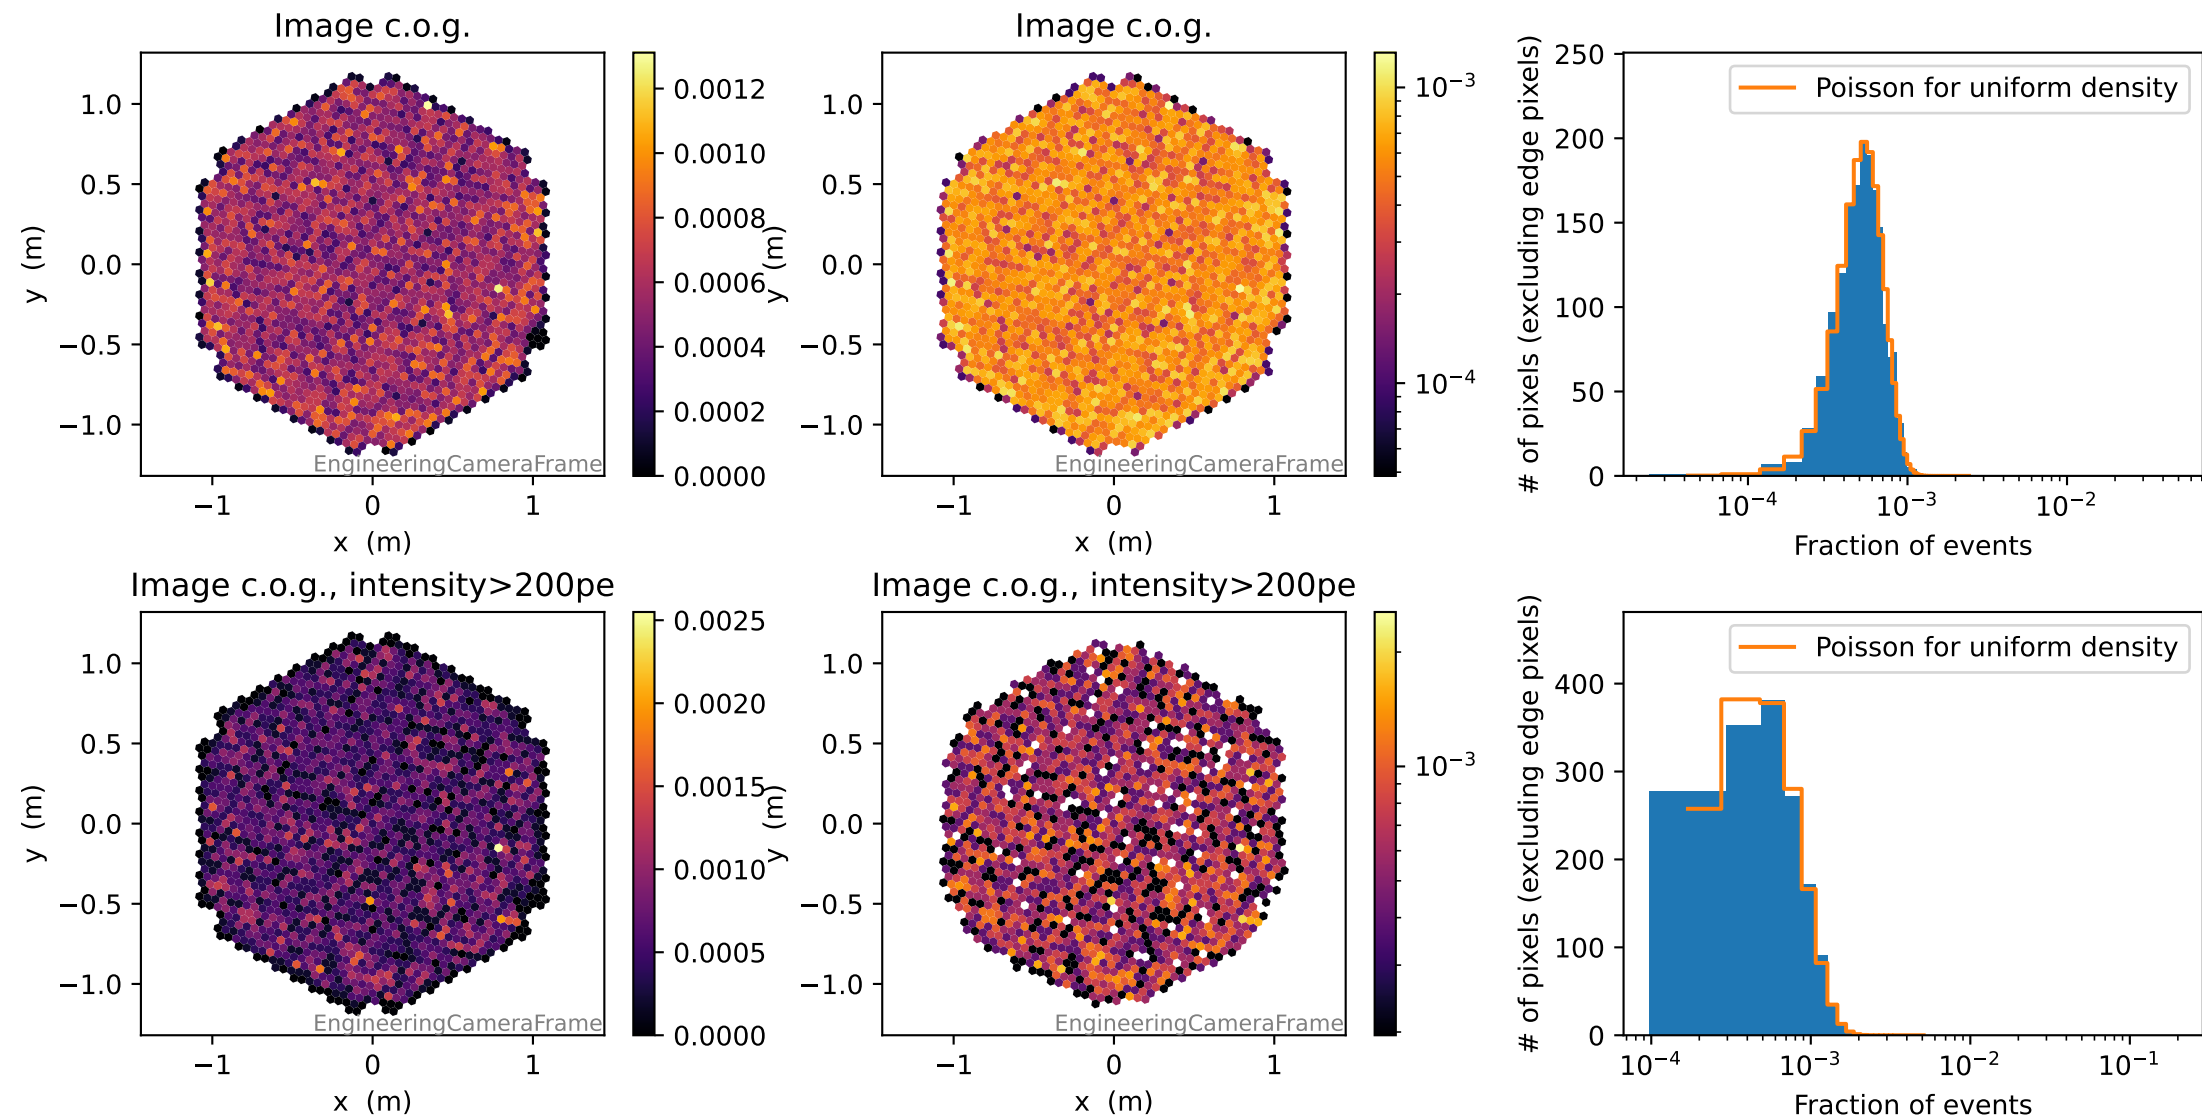 Image c.o.g.
y (m)
1.0
0.5
0.0
−0.5
−1.0
EngineeringCameraFrame
−1 0 1
x (m)
0.0012
0.0010
0.0008
0.0006
0.0004
0.0002
0.0000
Image c.o.g.
y (m)
1.0
0.5
0.0
−0.5
−1.0
EngineeringCameraFrame
−1 0 1
x (m)
10−3
10−4
# of pixels (excluding edge pixels)
250
200
150
100
50
0
Poisson for uniform density
10−4 10−3 10−2
Fraction of events
Image c.o.g., intensity>200pe
y (m)
1.0
0.5
0.0
−0.5
−1.0
EngineeringCameraFrame
−1 0 1
x (m)
0.0025
0.0020
0.0015
0.0010
0.0005
0.0000
Image c.o.g., intensity>200pe
y (m)
1.0
0.5
0.0
−0.5
−1.0
EngineeringCameraFrame
−1 0 1
x (m)
10−3
# of pixels (excluding edge pixels)
400
300
200
100
0
Poisson for uniform density
10−4 10−3 10−2 10−1
Fraction of events